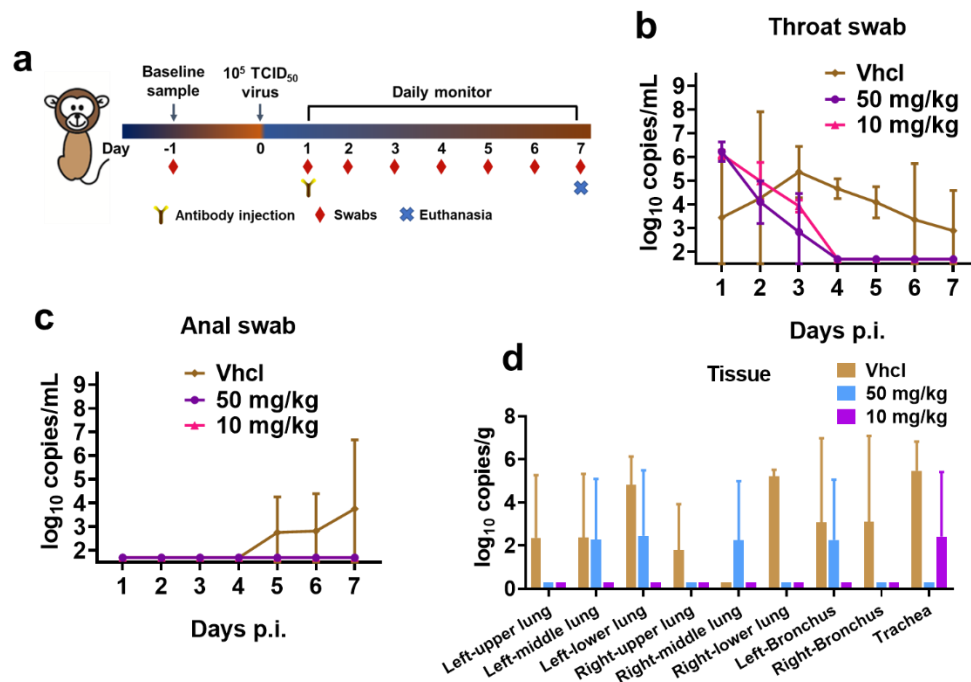 a
Baseline
sample
10⁵ TCID₅₀
virus
Daily monitor
Day -1 0 1 2 3 4 5 6 7
Antibody injection Swabs Euthanasia
b
Throat swab
Vhcl
50 mg/kg
10 mg/kg
log₁₀ copies/mL
9
8
7
6
5
4
3
2
1 2 3 4 5 6 7
Days p.i.
c
Anal swab
Vhcl
50 mg/kg
10 mg/kg
log₁₀ copies/mL
9
8
7
6
5
4
3
2
1 2 3 4 5 6 7
Days p.i.
d
Tissue
Vhcl
50 mg/kg
10 mg/kg
log₁₀ copies/g
8
6
4
2
0
Left-upper lung
Left-middle lung
Left-lower lung
Right-upper lung
Right-middle lung
Right-lower lung
Left-Bronchus
Right-Bronchus
Trachea